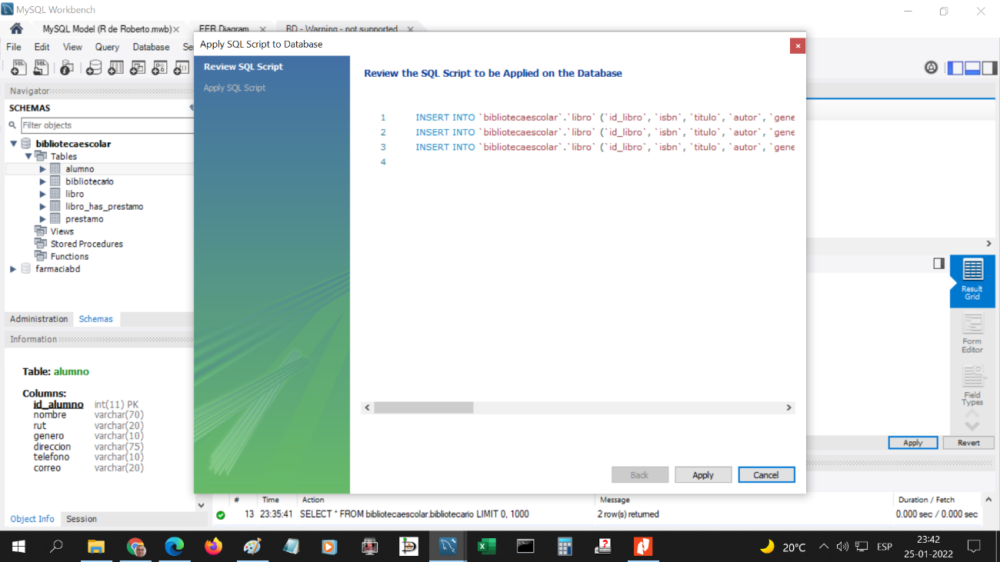 MySQL Workbench
MySQL Model (R de Roberto.mwb)×
EER Diagram ×
BD - Warning - not supported ×
File Edit View Query Database Se
Navigator
SCHEMAS
Filter objects
bibliotecaescolar
Tables
alumno
bibliotecario
libro
libro_has_prestamo
prestamo
Views
Stored Procedures
Functions
farmaciabd
Administration Schemas
Information
Table: alumno
Columns:
id_alumno int(11) PK
nombre varchar(70)
rut varchar(20)
genero varchar(10)
direccion varchar(75)
telefono varchar(10)
correo varchar(20)
Object Info Session
Apply SQL Script to Database
Review SQL Script
Apply SQL Script
Review the SQL Script to be Applied on the Database
1 INSERT INTO `bibliotecaescolar`.`libro` (`id_libro`, `isbn`, `titulo`, `autor`, `gene
2 INSERT INTO `bibliotecaescolar`.`libro` (`id_libro`, `isbn`, `titulo`, `autor`, `gene
3 INSERT INTO `bibliotecaescolar`.`libro` (`id_libro`, `isbn`, `titulo`, `autor`, `gene
4
Back Apply Cancel
Result
Grid
Form
Editor
Field
Types
Apply Revert
# Time Action Message Duration / Fetch
13 23:35:41 SELECT * FROM bibliotecaescolar.bibliotecario LIMIT 0, 1000 2 row(s) returned 0.000 sec / 0.000 sec
20°C ESP 23:42
25-01-2022